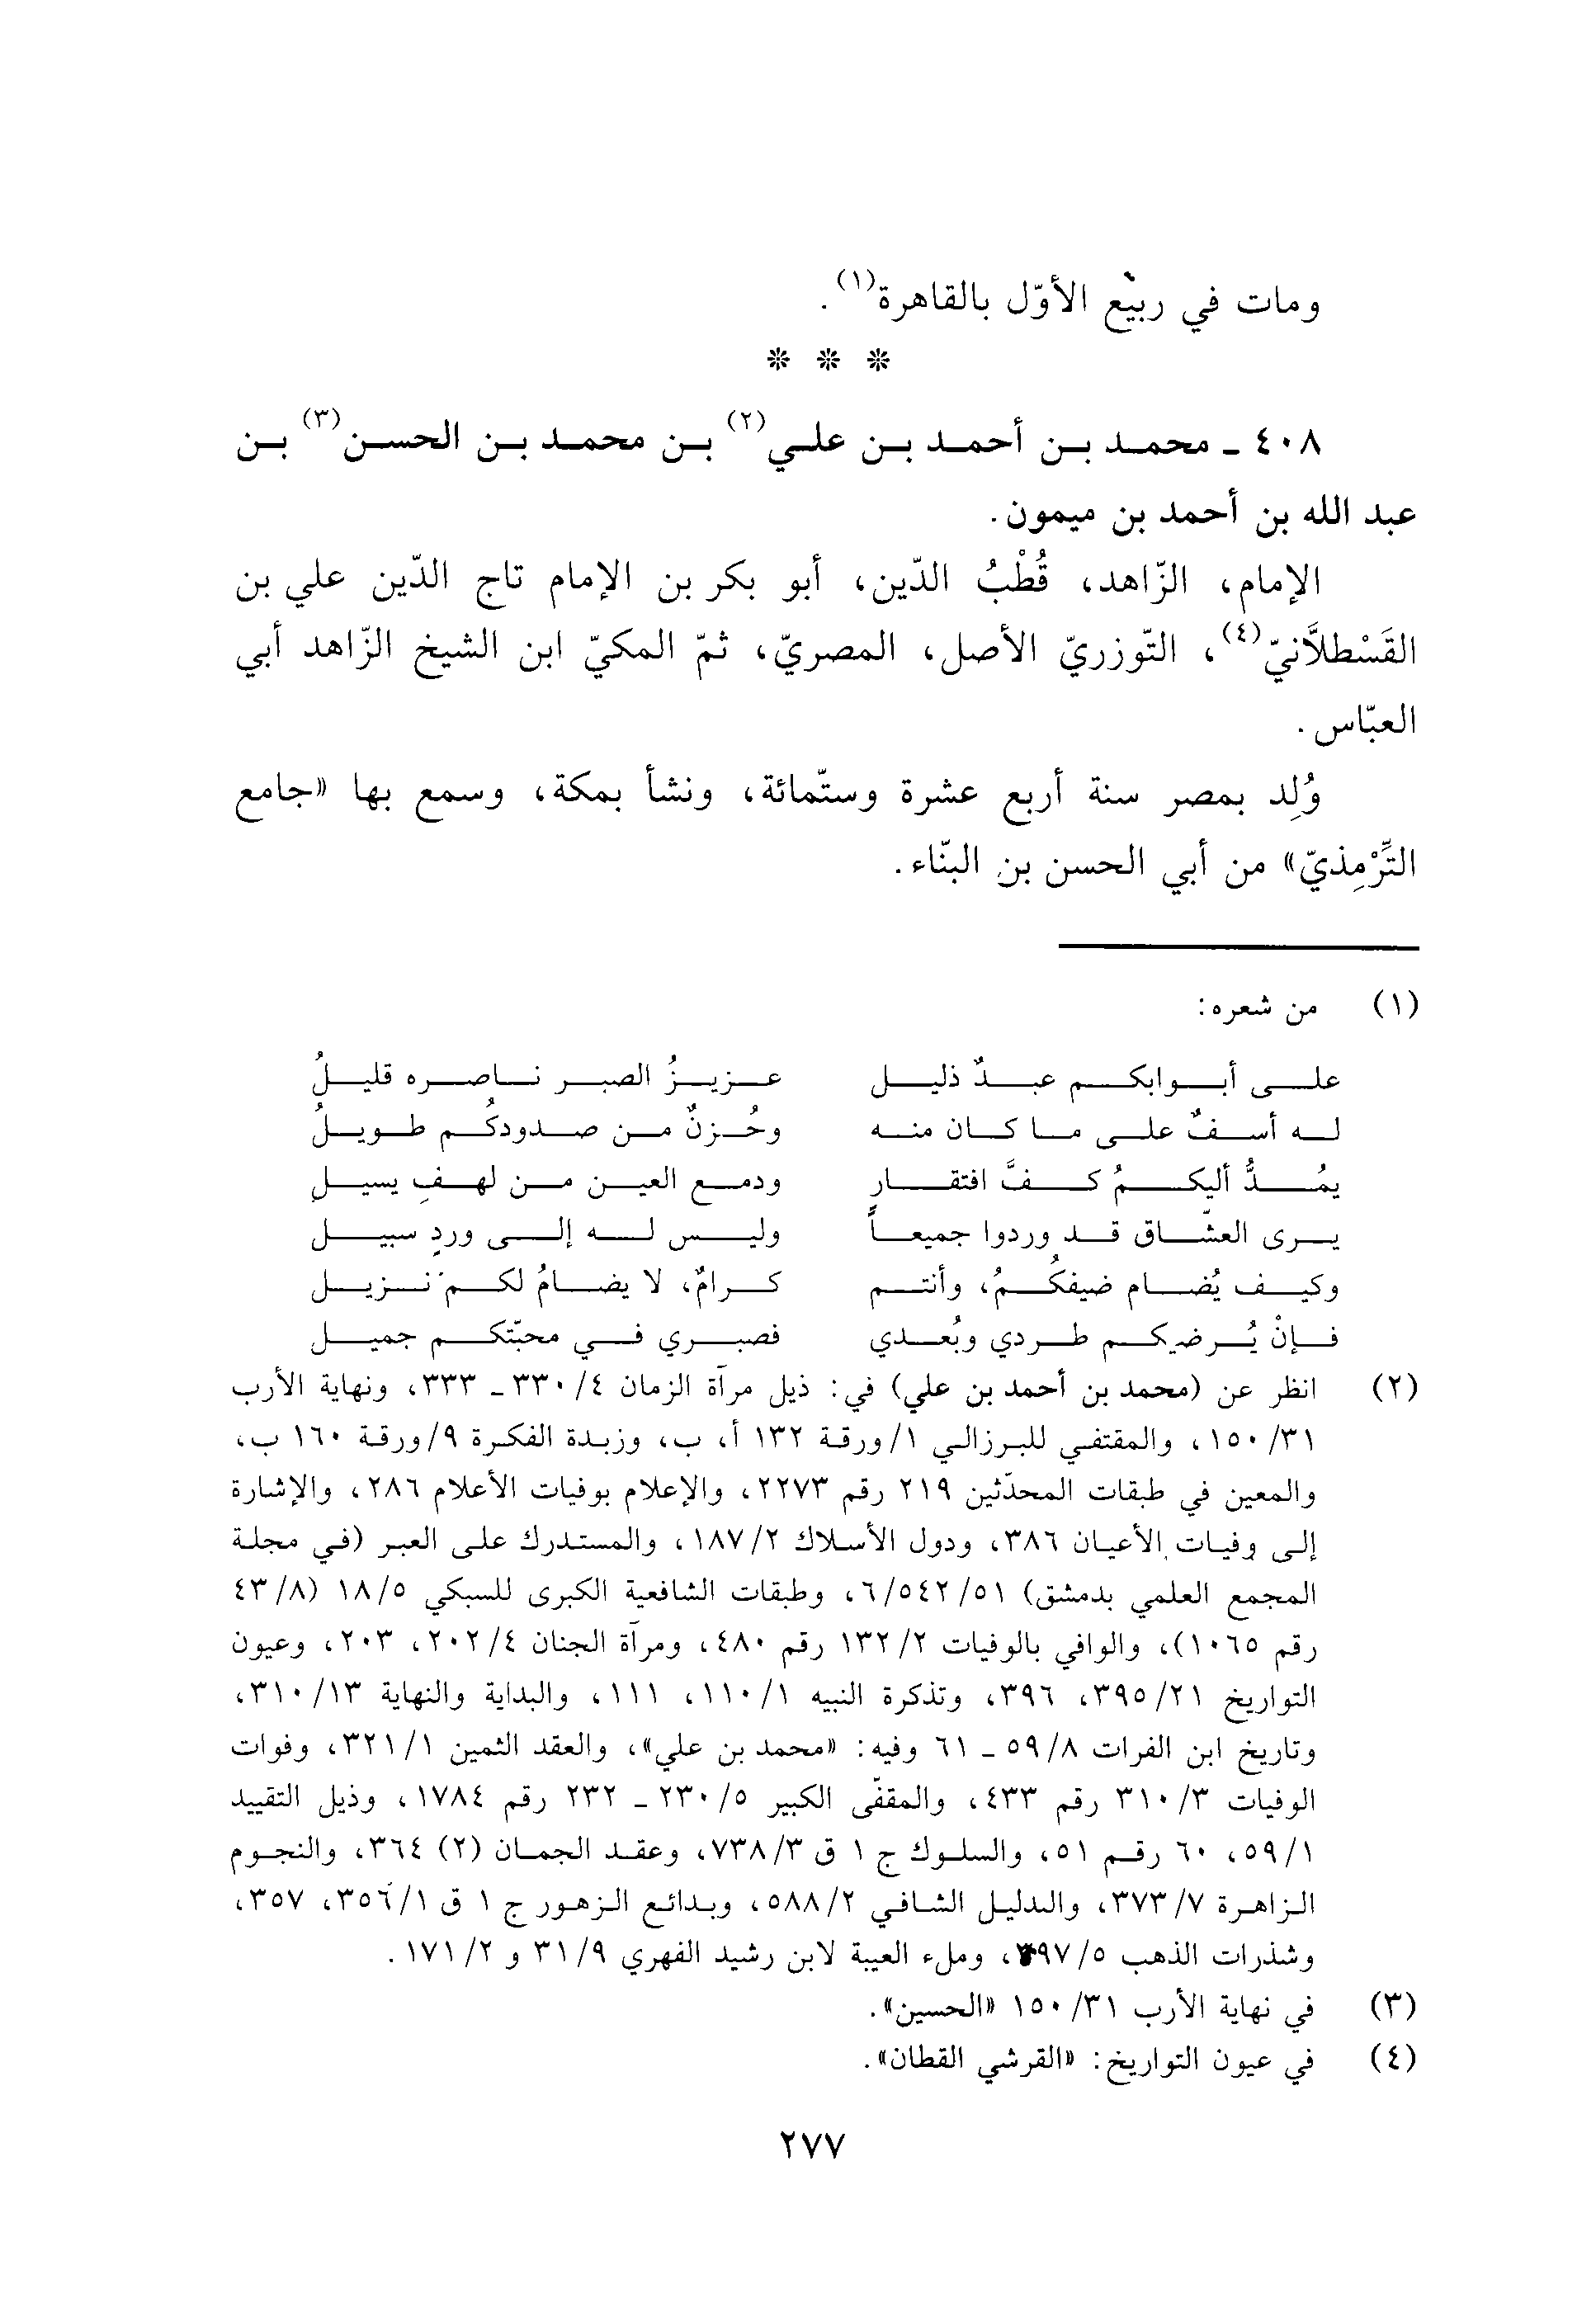 ومات في ربيع الأوّل بالقاهرة(١).
* * *
٤٠٨ ـ محمد بن أحمد بن علي(٢) بن محمد بن الحسن(٣) بن
عبد الله بن أحمد بن ميمون.
الإمام، الزّاهد، قُطْبُ الدّين، أبو بكر بن الإمام تاج الدّين علي بن
القَسْطلاَّنيّ(٤)، التّوزريّ الأصل، المصريّ، ثمّ المكيّ ابن الشيخ الزّاهد أبي
العبّاس.
وُلِد بمصر سنة أربع عشرة وستّمائة، ونشأ بمكة، وسمع بها «جامع
التِّرْمِذيّ» من أبي الحسن بن البنّاء.
(١) من شعره:
على أبوابكم عبدٌ ذليل عزيزُ الصبر ناصره قليلُ
له أسفٌ على ما كان منه وحُزنٌ من صدودكُم طويلُ
يمُدُّ أليكمُ كفَّ افتقارٍ ودمع العين من لهفِ يسيلِ
يرى العشّاق قد وردوا جميعاً وليس له إلى وردٍ سبيل
وكيف يُضام ضيفكُمُ، وأنتم كرامٌ، لا يضامُ لكم نزيل
فإنْ يُرضيكم طردي وبُعدي فصبري في محبّتكم جميل
(٢) انظر عن (محمد بن أحمد بن علي) في: ذيل مرآة الزمان ٤/ ٣٣٠ ـ ٣٣٣، ونهاية الأرب
٣١/ ١٥٠، والمقتفي للبرزالي ١/ ورقة ١٣٢ أ، ب، وزبدة الفكرة ٩/ ورقة ١٦٠ ب،
والمعين في طبقات المحدّثين ٢١٩ رقم ٢٢٧٣، والإعلام بوفيات الأعلام ٢٨٦، والإشارة
إلى وفيات الأعيان ٣٨٦، ودول الأسلاك ٢/ ١٨٧، والمستدرك على العبر (في مجلة
المجمع العلمي بدمشق) ٥١/ ٥٤٢/ ٦، وطبقات الشافعية الكبرى للسبكي ٥/ ١٨ (٨/ ٤٣
رقم ١٠٦٥)، والوافي بالوفيات ٢/ ١٣٢ رقم ٤٨٠، ومرآة الجنان ٤/ ٢٠٢، ٢٠٣، وعيون
التواريخ ٢١/ ٣٩٥، ٣٩٦، وتذكرة النبيه ١/ ١١٠، ١١١، والبداية والنهاية ١٣/ ٣١٠،
وتاريخ ابن الفرات ٨/ ٥٩ ـ ٦١ وفيه: «محمد بن علي»، والعقد الثمين ١/ ٣٢١، وفوات
الوفيات ٣/ ٣١٠ رقم ٤٣٣، والمقفّى الكبير ٥/ ٢٣٠ ـ ٢٣٢ رقم ١٧٨٤، وذيل التقييد
١/ ٥٩، ٦٠ رقم ٥١، والسلوك ج ١ ق ٣/ ٧٣٨، وعقد الجمان (٢) ٣٦٤، والنجوم
الزاهرة ٧/ ٣٧٣، والدليل الشافي ٢/ ٥٨٨، وبدائع الزهور ج ١ ق ١/ ٣٥٦، ٣٥٧،
وشذرات الذهب ٥/ ٣٩٧، وملء العيبة لابن رشيد الفهري ٩/ ٣١ و ٢/ ١٧١.
(٣) في نهاية الأرب ٣١/ ١٥٠ «الحسين».
(٤) في عيون التواريخ: «القرشي القطان».
٢٧٧